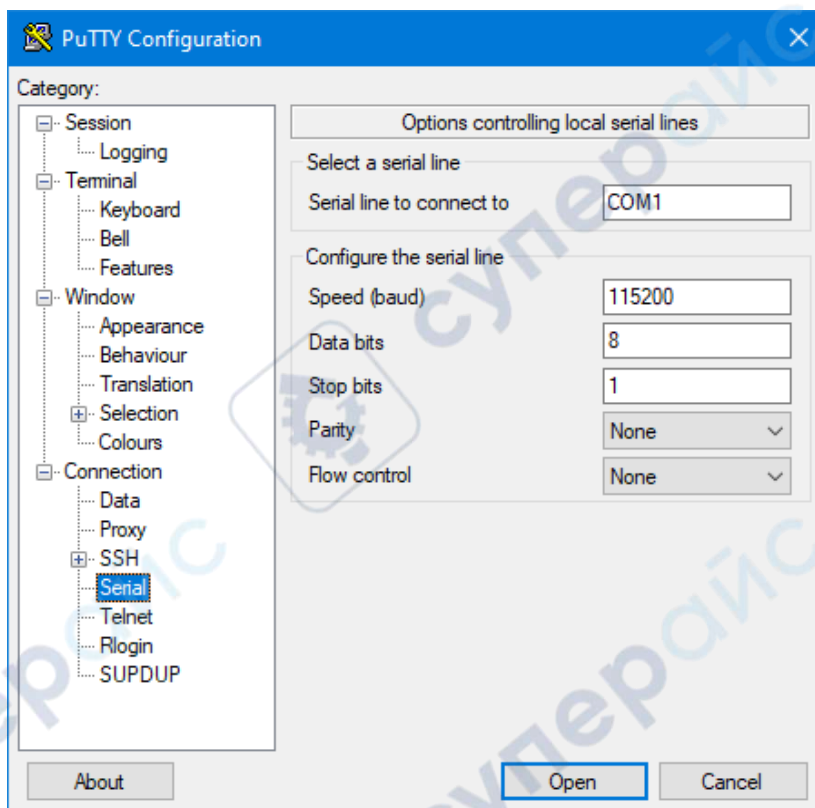 PuTTY Configuration
Category:
Session
Logging
Terminal
Keyboard
Bell
Features
Window
Appearance
Behaviour
Translation
Selection
Colours
Connection
Data
Proxy
SSH
Serial
Telnet
Rlogin
SUPDUP
Options controlling local serial lines
Select a serial line
Serial line to connect to COM1
Configure the serial line
Speed (baud) 115200
Data bits 8
Stop bits 1
Parity None
Flow control None
About
Open
Cancel
суперайс